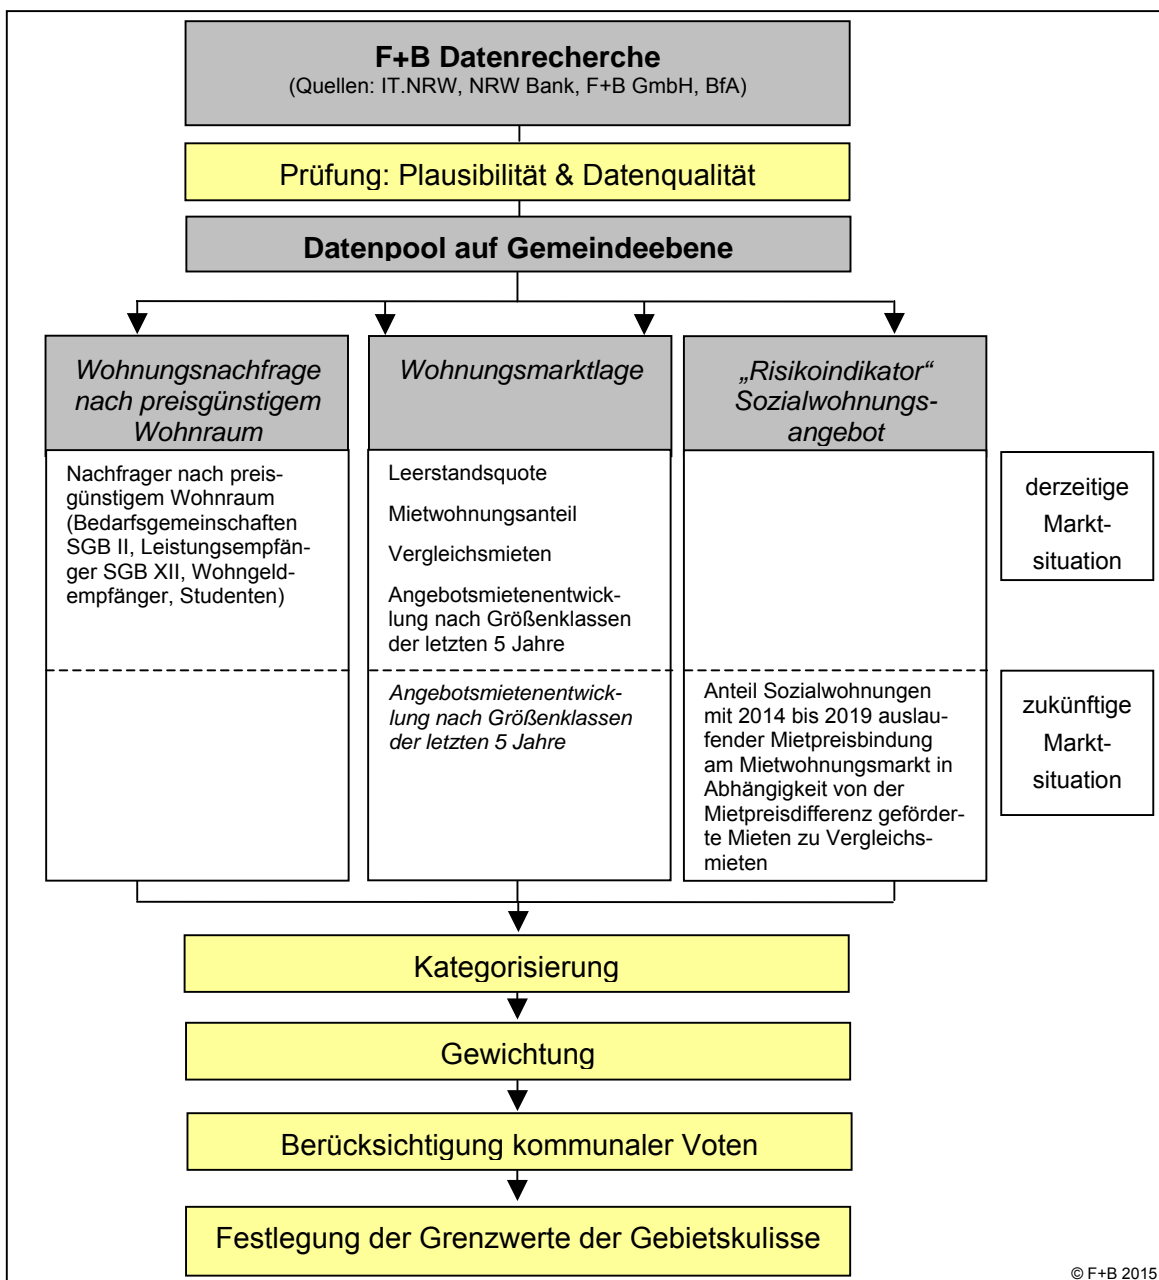 F+B Datenrecherche
(Quellen: IT.NRW, NRW Bank, F+B GmbH, BfA)
Prüfung: Plausibilität & Datenqualität
Datenpool auf Gemeindeebene
Wohnungsnachfrage
nach preisgünstigem
Wohnraum
Wohnungsmarktlage
„Risikoindikator“
Sozialwohnungs-
angebot
Nachfrager nach preis-
günstigem Wohnraum
(Bedarfsgemeinschaften
SGB II, Leistungsempfän-
ger SGB XII, Wohngeld-
empfänger, Studenten)
Leerstandsquote
Mietwohnungsanteil
Vergleichsmieten
Angebotsmietenentwick-
lung nach Größenklassen
der letzten 5 Jahre
derzeitige
Markt-
situation
Angebotsmietenentwick-
lung nach Größenklassen
der letzten 5 Jahre
Anteil Sozialwohnungen
mit 2014 bis 2019 auslau-
fender Mietpreisbindung
am Mietwohnungsmarkt in
Abhängigkeit von der
Mietpreisdifferenz geförder-
te Mieten zu Vergleichs-
mieten
zukünftige
Markt-
situation
Kategorisierung
Gewichtung
Berücksichtigung kommunaler Voten
Festlegung der Grenzwerte der Gebietskulisse
© F+B 2015